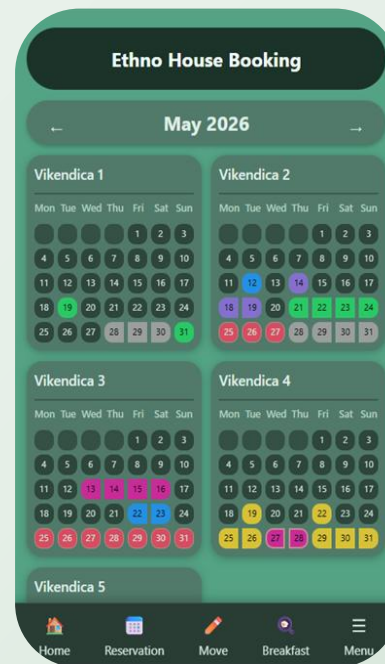 Ethno House Booking
← May 2026 →
Vikendica 1
Mon Tue Wed Thu Fri Sat Sun
1 2 3
4 5 6 7 8 9 10
11 12 13 14 15 16 17
18 19 20 21 22 23 24
25 26 27 28 29 30 31
Vikendica 2
Mon Tue Wed Thu Fri Sat Sun
1 2 3
4 5 6 7 8 9 10
11 12 13 14 15 16 17
18 19 20 21 22 23 24
25 26 27 28 29 30 31
Vikendica 3
Mon Tue Wed Thu Fri Sat Sun
1 2 3
4 5 6 7 8 9 10
11 12 13 14 15 16 17
18 19 20 21 22 23 24
25 26 27 28 29 30 31
Vikendica 4
Mon Tue Wed Thu Fri Sat Sun
1 2 3
4 5 6 7 8 9 10
11 12 13 14 15 16 17
18 19 20 21 22 23 24
25 26 27 28 29 30 31
Vikendica 5
Home Reservation Move Breakfast Menu